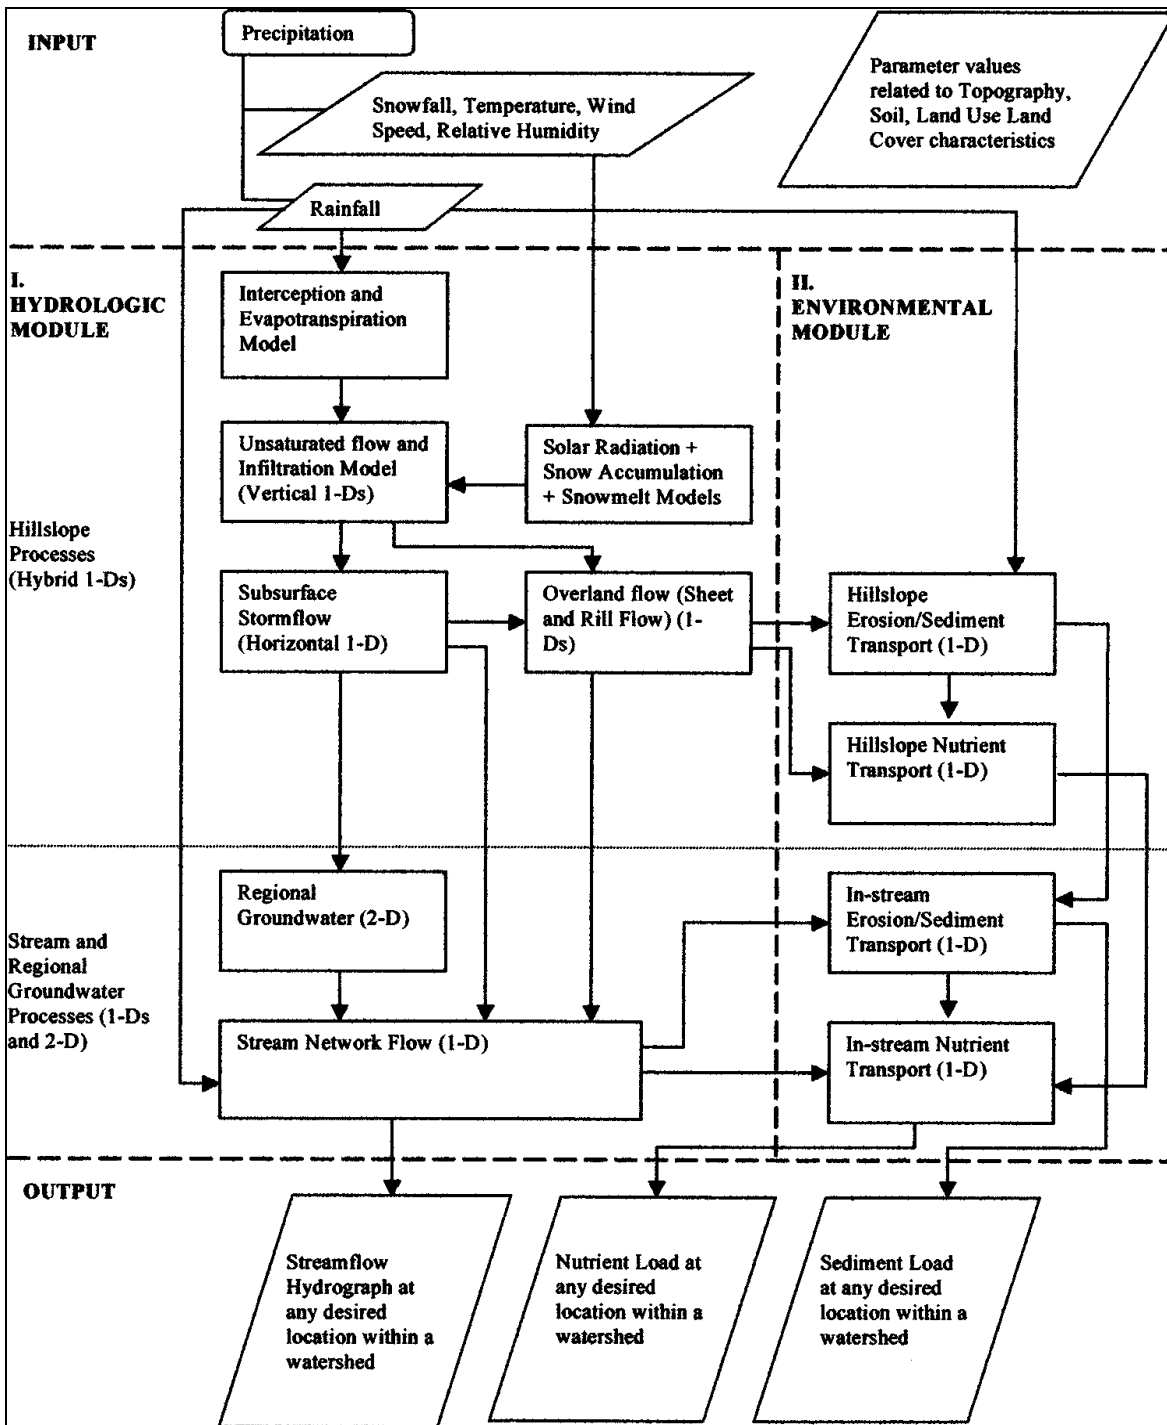 INPUT
Precipitation
Snowfall, Temperature, Wind
Speed, Relative Humidity
Parameter values
related to Topography,
Soil, Land Use Land
Cover characteristics
Rainfall
I.
HYDROLOGIC
MODULE
Interception and
Evapotranspiration
Model
II.
ENVIRONMENTAL
MODULE
Unsaturated flow and
Infiltration Model
(Vertical 1-Ds)
Solar Radiation +
Snow Accumulation
+ Snowmelt Models
Hillslope
Processes
(Hybrid 1-Ds)
Subsurface
Stormflow
(Horizontal 1-D)
Overland flow (Sheet
and Rill Flow) (1-
Ds)
Hillslope
Erosion/Sediment
Transport (1-D)
Hillslope Nutrient
Transport (1-D)
Stream and
Regional
Groundwater
Processes (1-Ds
and 2-D)
Regional
Groundwater (2-D)
In-stream
Erosion/Sediment
Transport (1-D)
Stream Network Flow (1-D)
In-stream Nutrient
Transport (1-D)
OUTPUT
Streamflow
Hydrograph at
any desired
location within a
watershed
Nutrient Load at
any desired
location within a
watershed
Sediment Load
at any desired
location within a
watershed